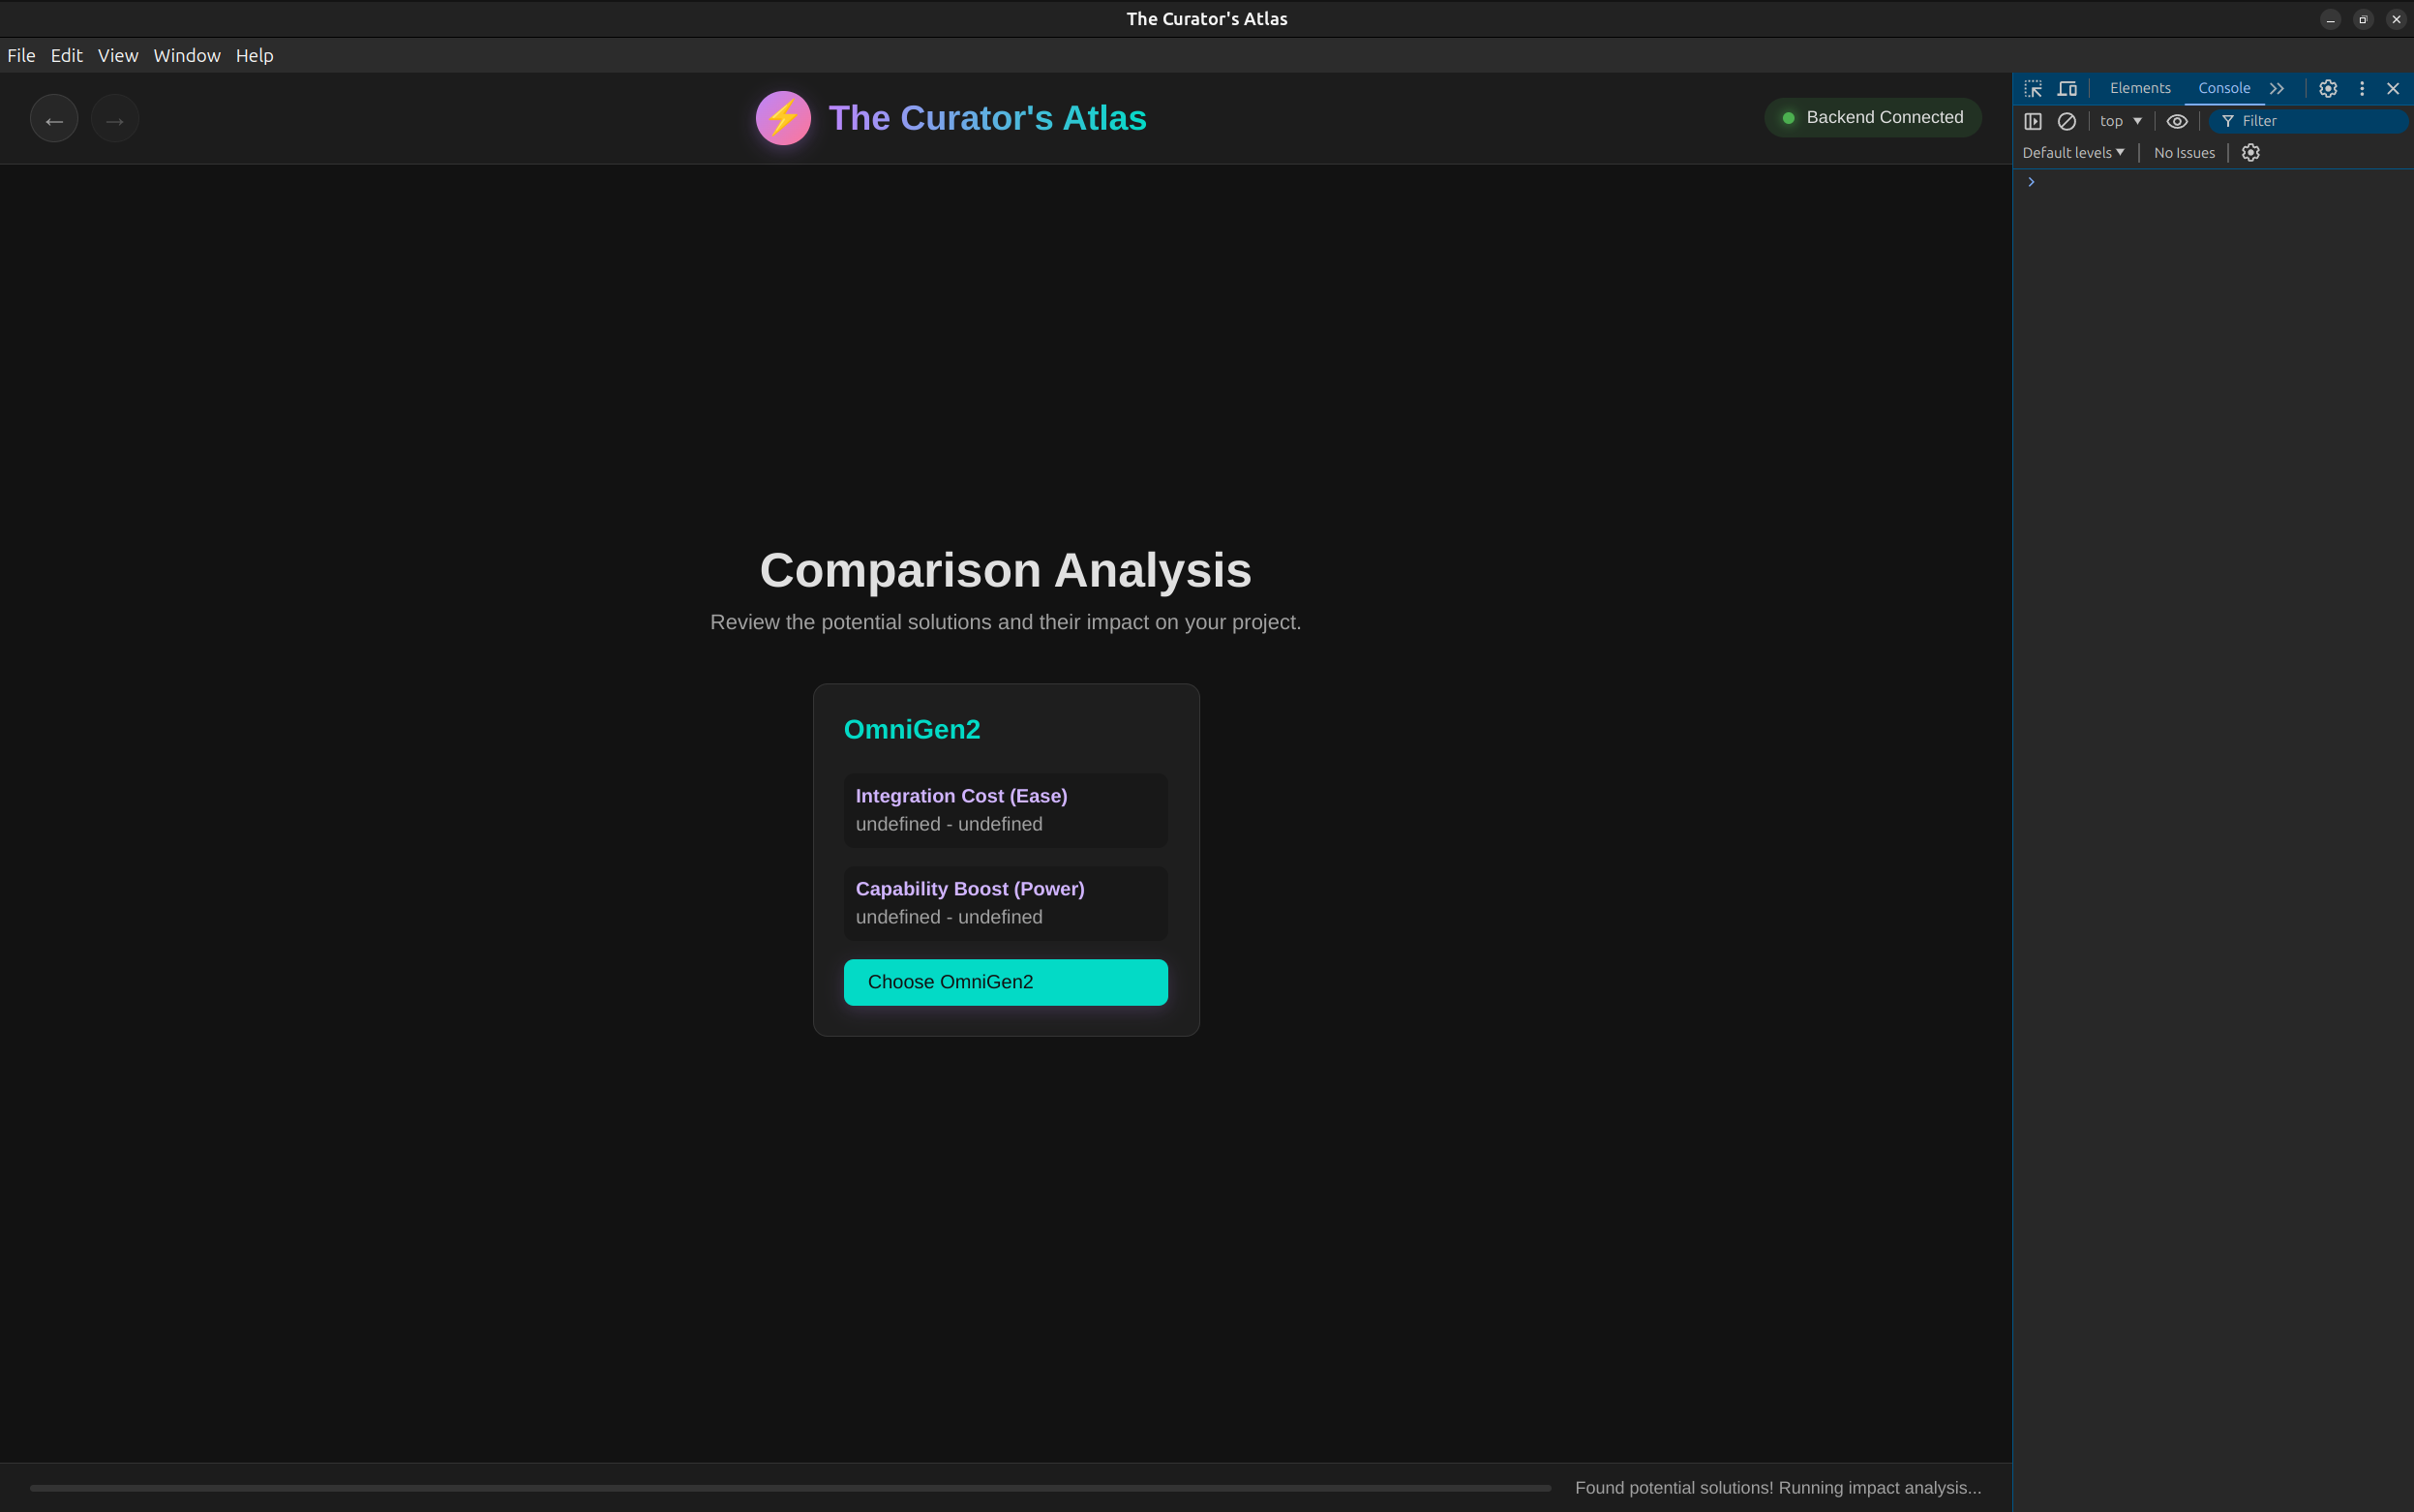 The Curator's Atlas
File Edit View Window Help
The Curator's Atlas
Backend Connected
Elements Console
top Filter
Default levels No Issues
Comparison Analysis
Review the potential solutions and their impact on your project.
OmniGen2
Integration Cost (Ease)
undefined - undefined
Capability Boost (Power)
undefined - undefined
Choose OmniGen2
Found potential solutions! Running impact analysis...